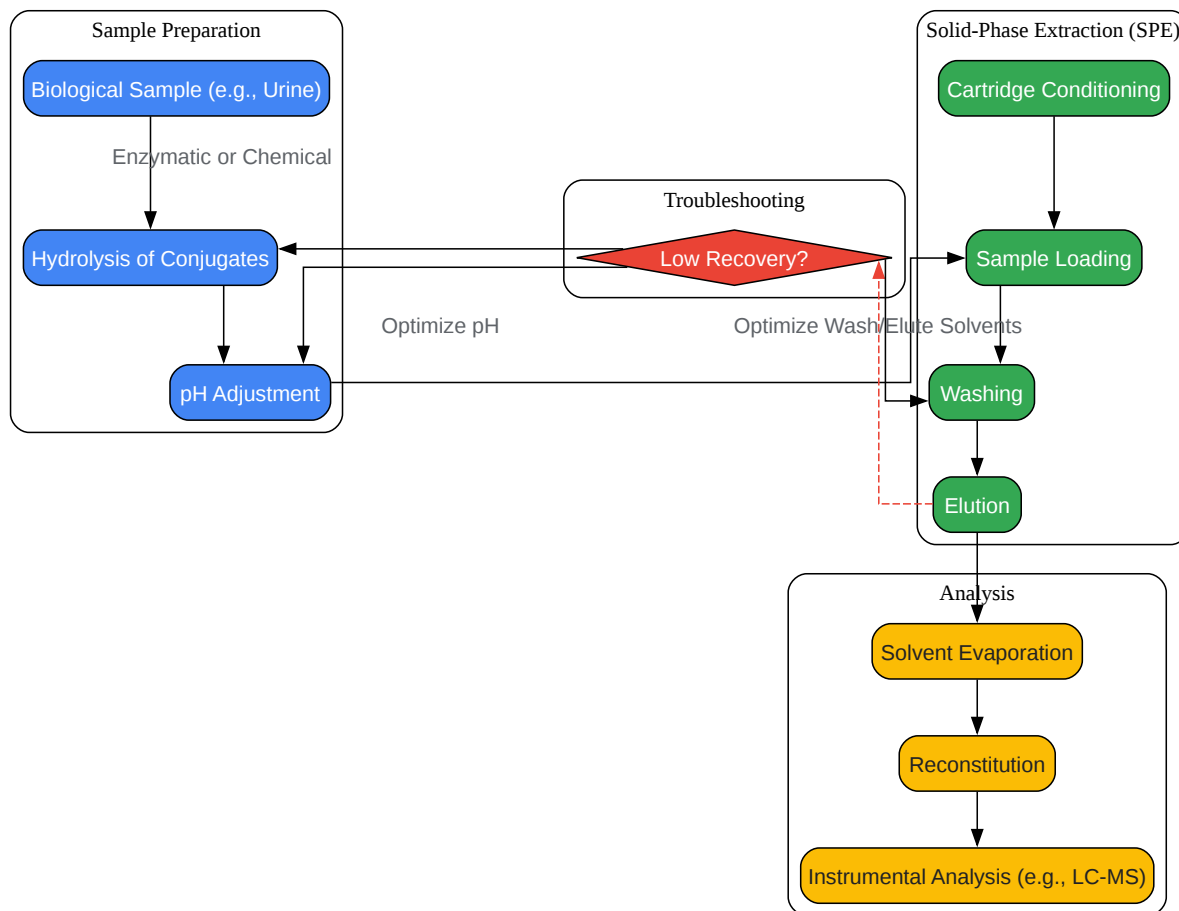 Sample Preparation
Biological Sample (e.g., Urine)
Enzymatic or Chemical
Hydrolysis of Conjugates
pH Adjustment
Troubleshooting
Low Recovery?
Optimize pH
Optimize Wash/Elute Solvents
Solid-Phase Extraction (SPE)
Cartridge Conditioning
Sample Loading
Washing
Elution
Analysis
Solvent Evaporation
Reconstitution
Instrumental Analysis (e.g., LC-MS)